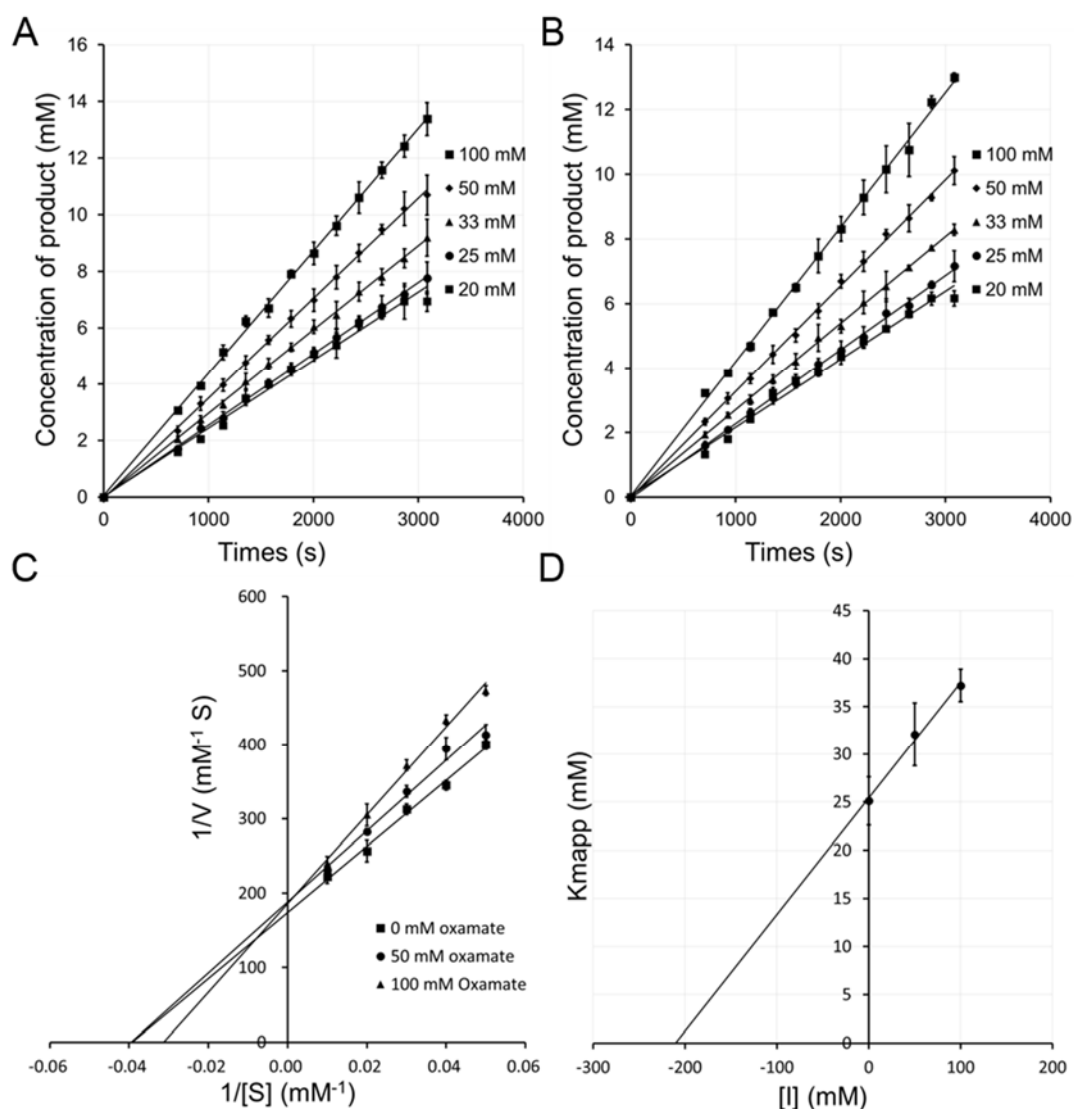 A
Concentration of product (mM)
16
14
12
10
8
6
4
2
0
0 1000 2000 3000 4000
Times (s)
100 mM
50 mM
33 mM
25 mM
20 mM
B
Concentration of product (mM)
14
12
10
8
6
4
2
0
0 1000 2000 3000 4000
Times (s)
100 mM
50 mM
33 mM
25 mM
20 mM
C
1/V (mM-1 S)
600
500
400
300
200
100
0
-0.06 -0.04 -0.02 0.00 0.02 0.04 0.06
1/[S] (mM-1)
0 mM oxamate
50 mM oxamate
100 mM Oxamate
D
Kmapp (mM)
45
40
35
30
25
20
15
10
5
0
-300 -200 -100 0 100 200
[I] (mM)